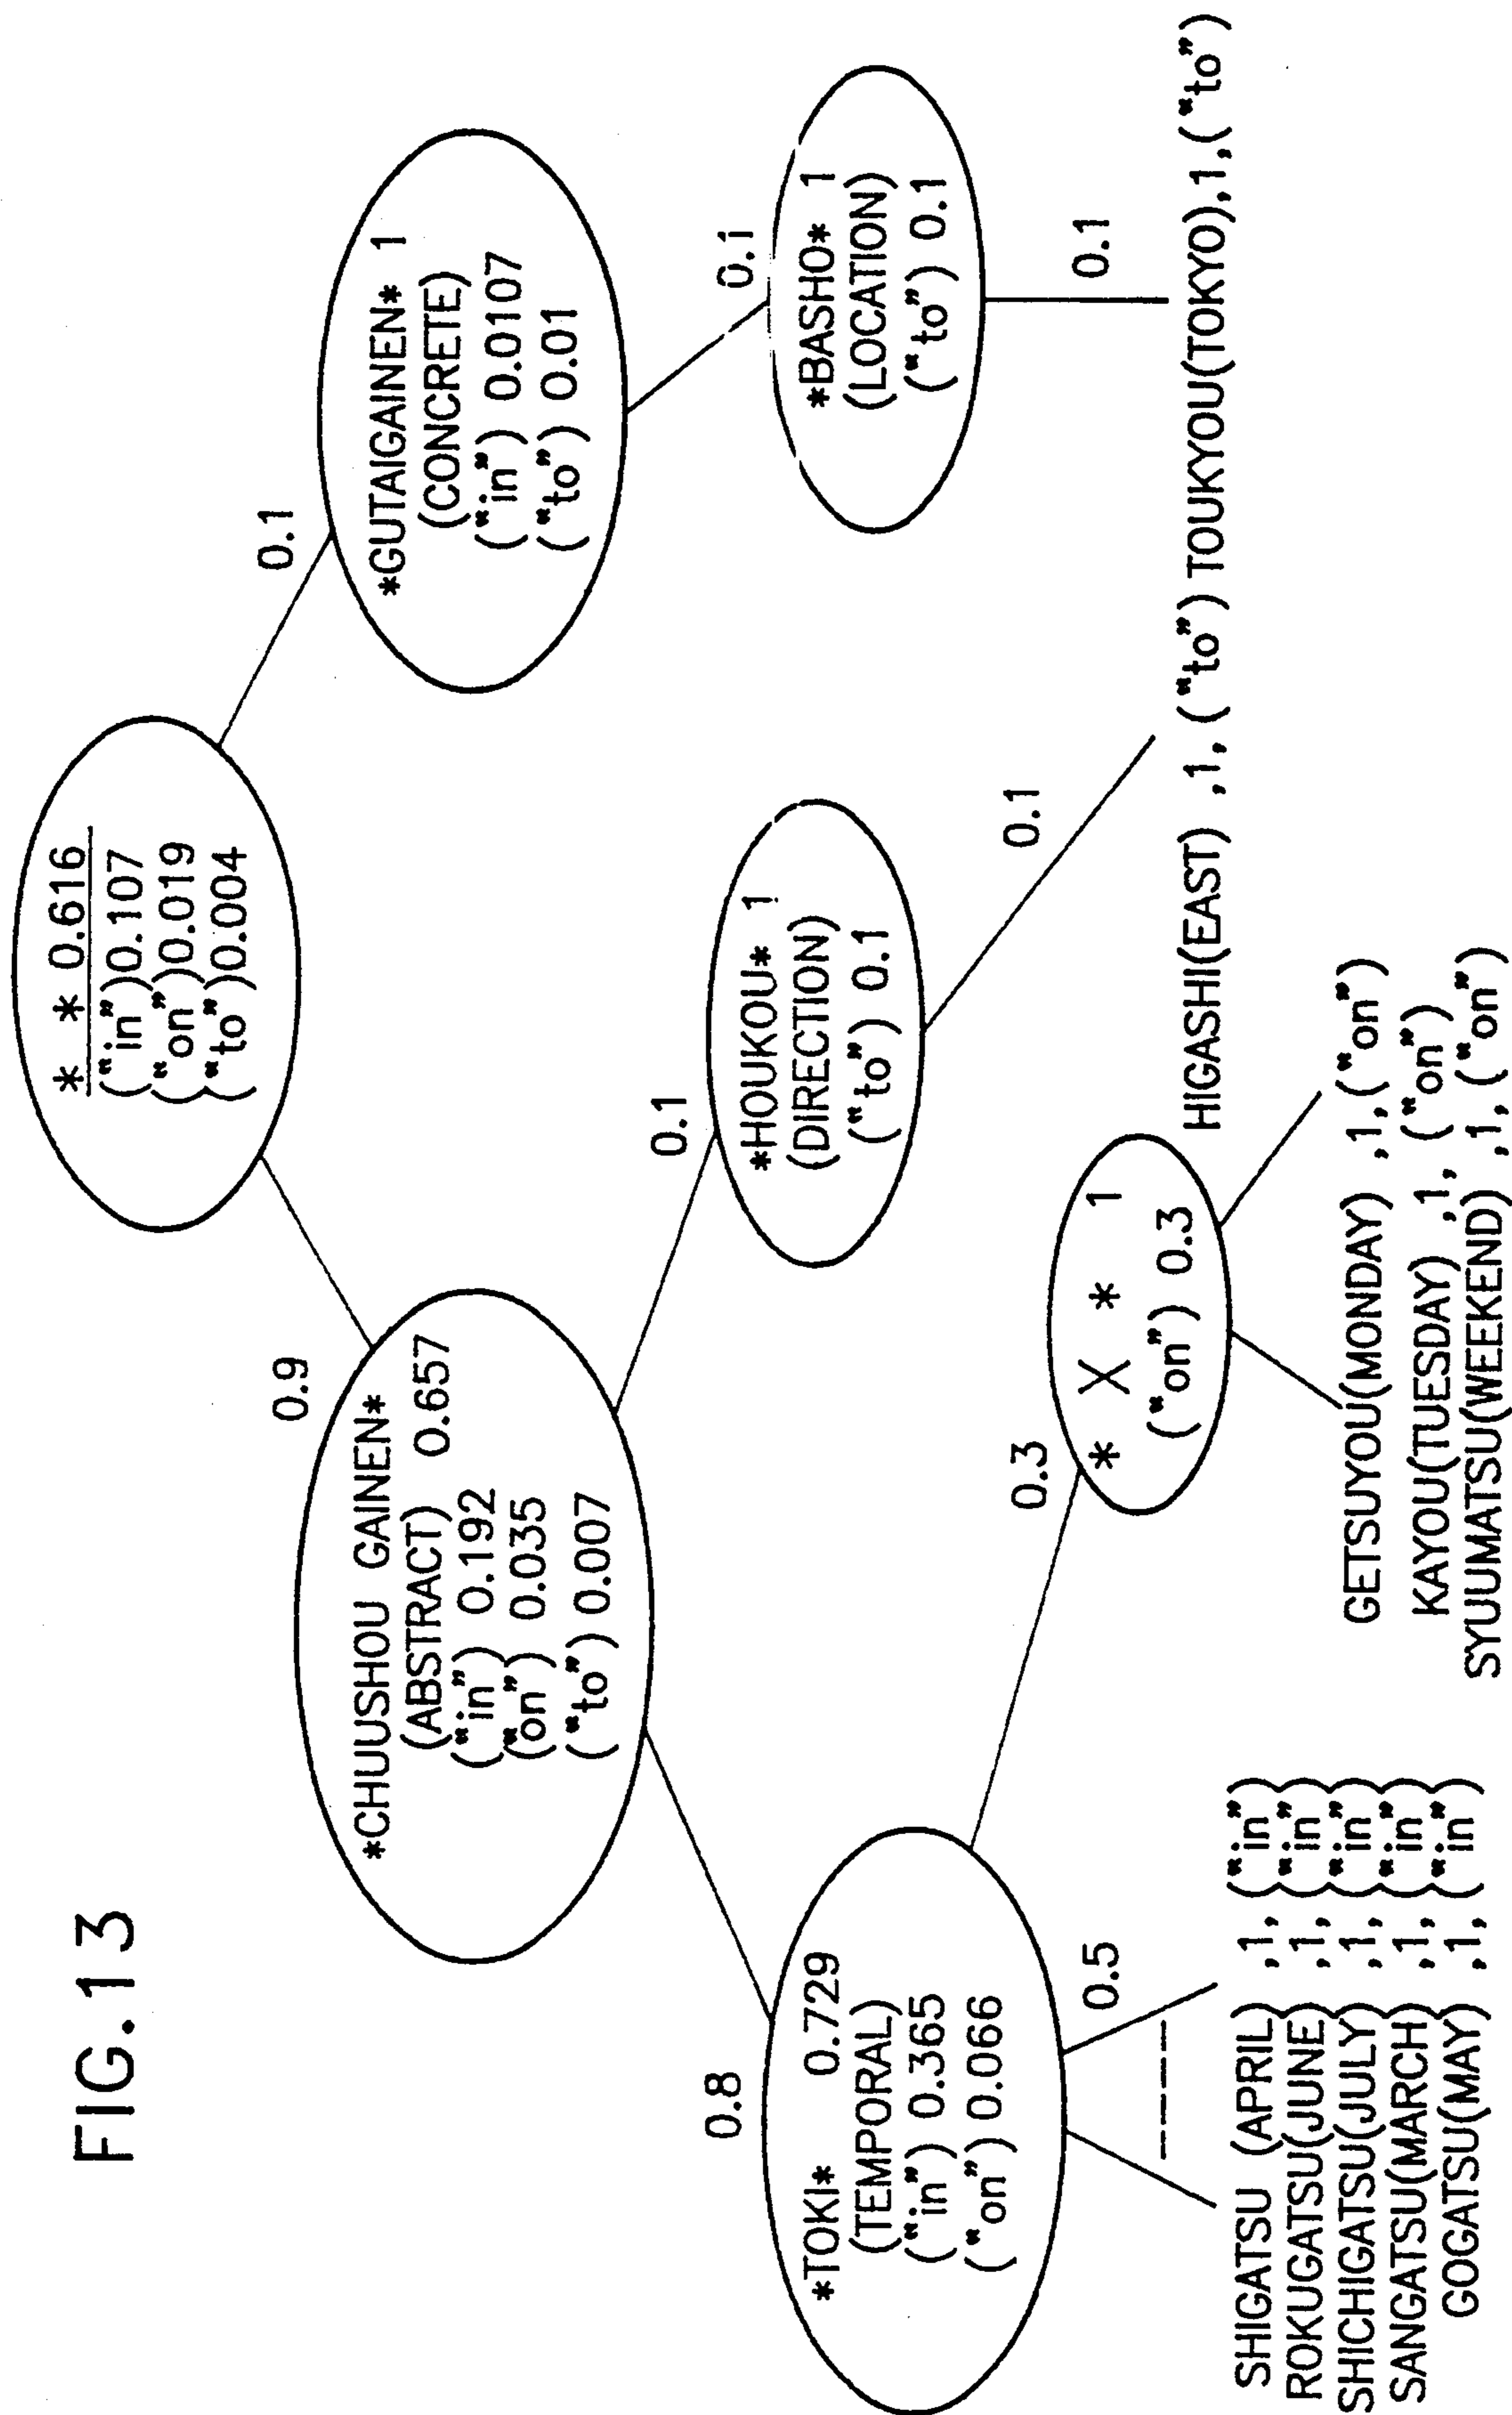 FIG.13
* * 0.616
("in")0.107
("on")0.019
("to")0.004
0.9
0.1
*CHUUSHOU GAINEN*
(ABSTRACT) 0.657
("in") 0.192
("on") 0.035
("to") 0.007
*GUTAIGAINEN* 1
(CONCRETE)
("in") 0.0107
("to") 0.01
0.8
0.1
0.1
*TOKI* 0.729
(TEMPORAL)
("in") 0.365
("on") 0.066
*HOUKOU* 1
(DIRECTION)
("to") 0.1
*BASHO* 1
(LOCATION)
("to") 0.1
0.3
0.1
0.1
* X * 1
("on") 0.3
0.5
HIGASHI(EAST) ,1, ("to") TOUKYOU(TOKYO),1,("to")
SHIGATSU (APRIL) ,1, ("in")
ROKUGATSU(JUNE) ,1, ("in")
SHICHIGATSU(JULY) ,1, ("in")
SANGATSU(MARCH) ,1, ("in")
GOGATSU(MAY) ,1, ("in")
GETSUYOU(MONDAY) ,1,("on")
KAYOU(TUESDAY) ,1, ("on")
SYUUMATSU(WEEKEND) ,1, ("on")